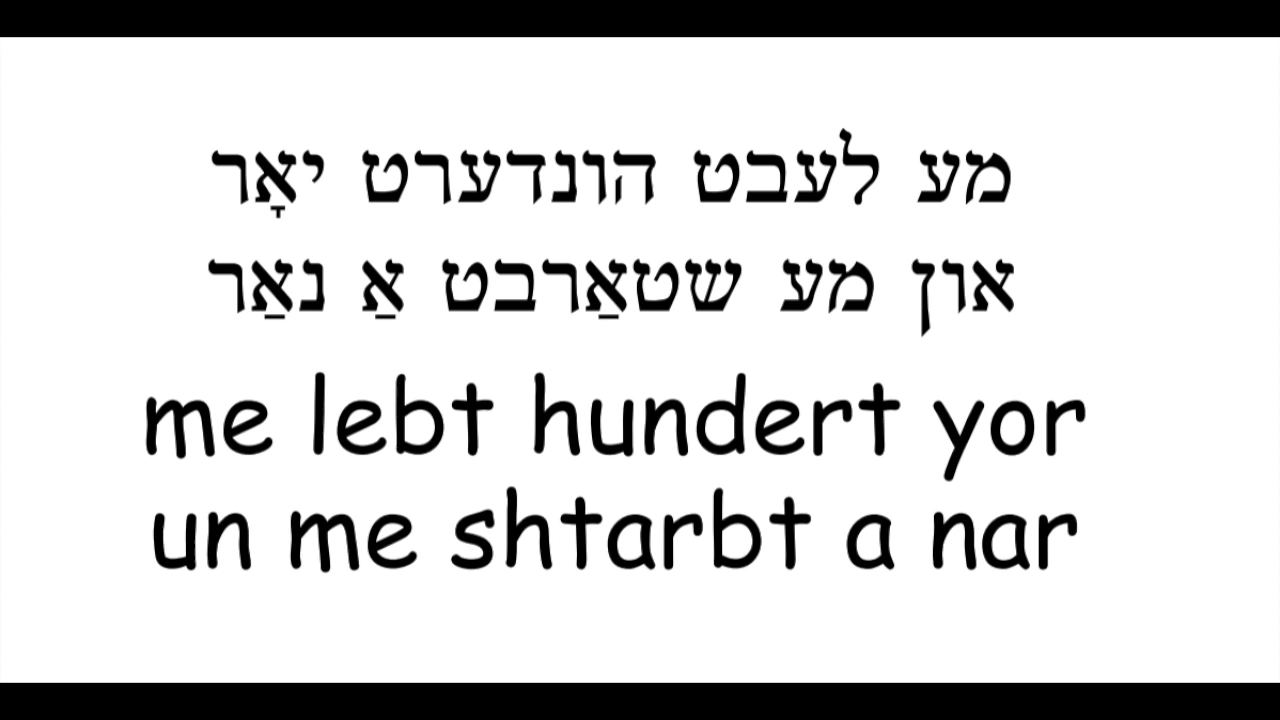 מע לעבט הונדערט יאָר
און מע שטאַרבט אַ נאַר
me lebt hundert yor
un me shtarbt a nar